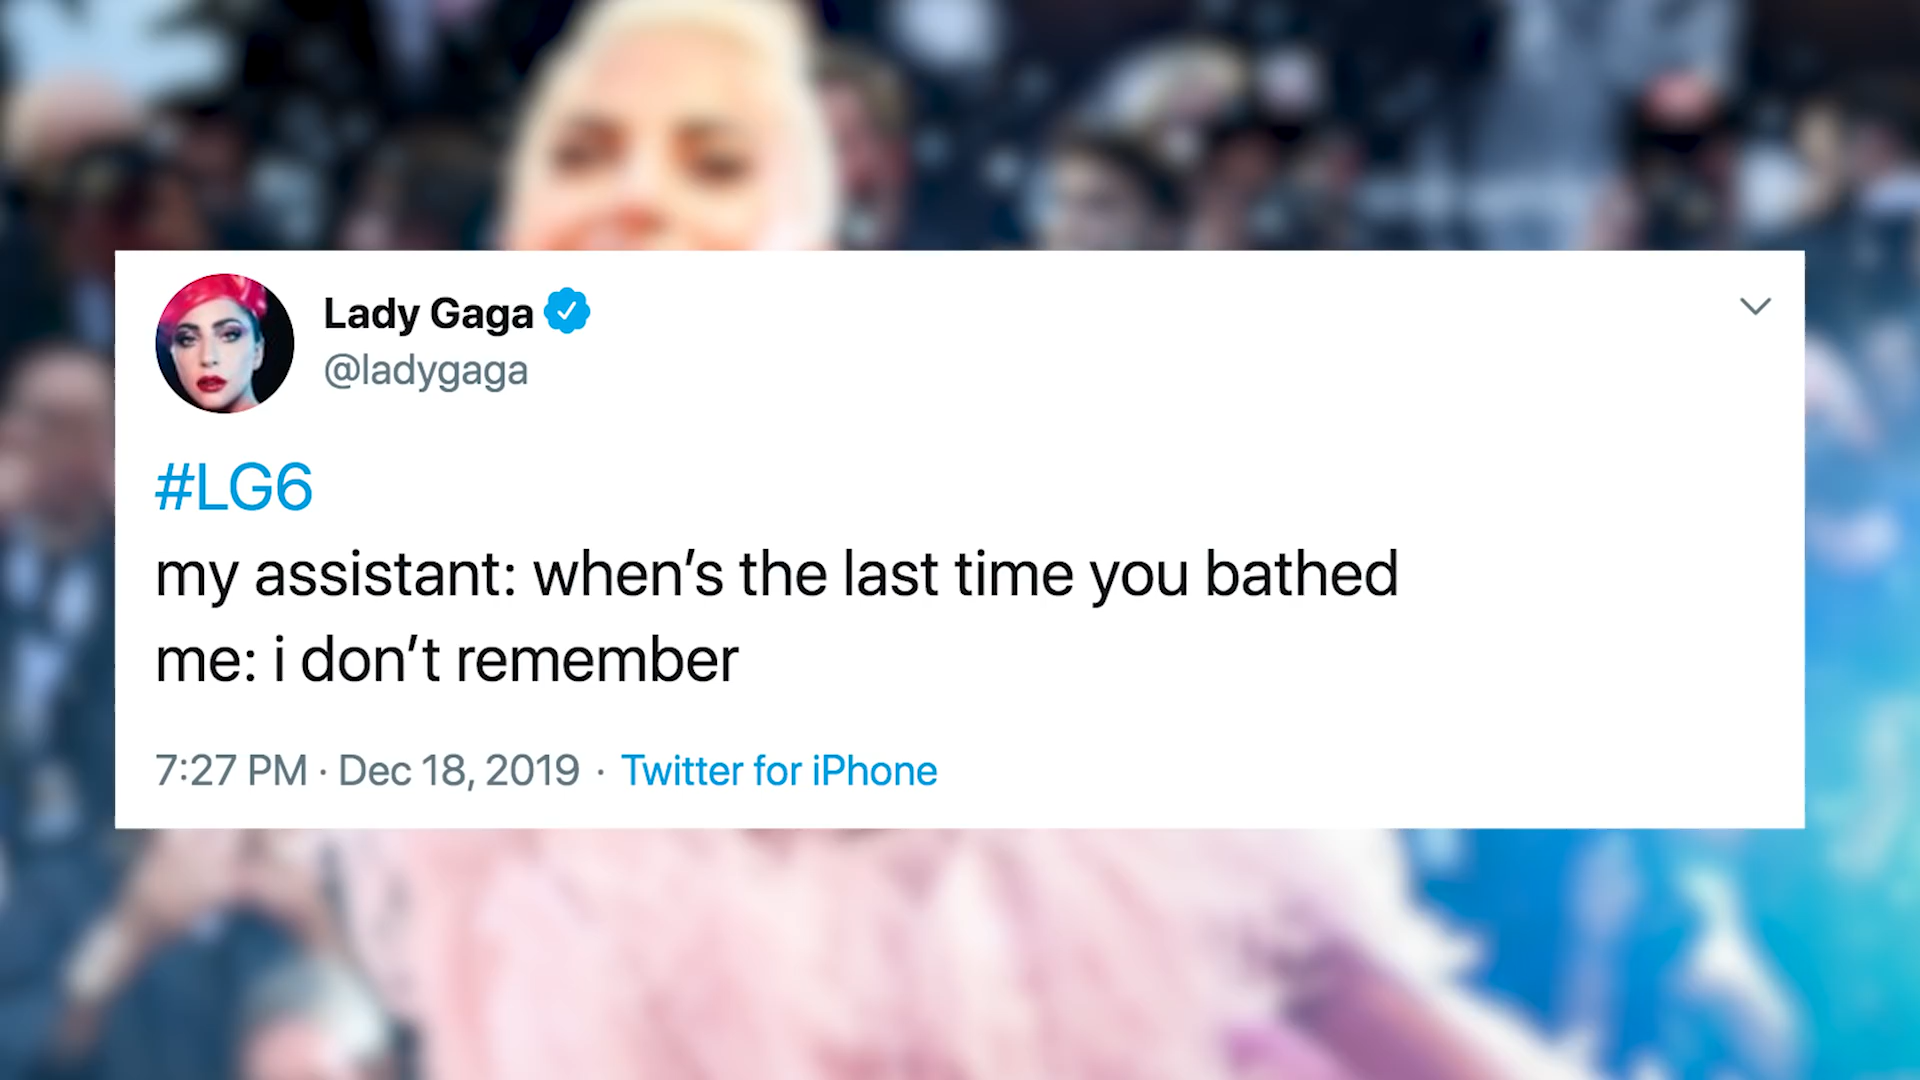 Lady Gaga
@ladygaga
#LG6
my assistant: when’s the last time you bathed
me: i don’t remember
7:27 PM · Dec 18, 2019 · Twitter for iPhone